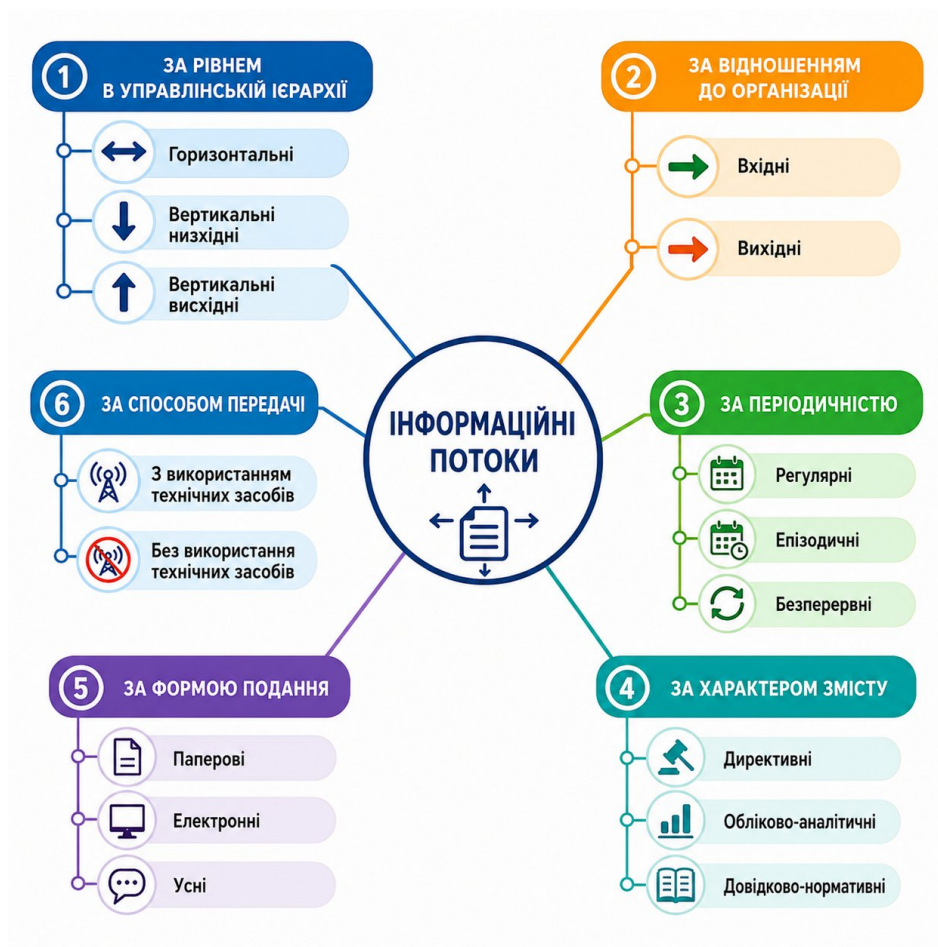 ІНФОРМАЦІЙНІ
ПОТОКИ
1
ЗА РІВНЕМ
В УПРАВЛІНСЬКІЙ ІЄРАРХІЇ
Горизонтальні
Вертикальні
низхідні
Вертикальні
висхідні
2
ЗА ВІДНОШЕННЯМ
ДО ОРГАНІЗАЦІЇ
Вхідні
Вихідні
3
ЗА ПЕРІОДИЧНІСТЮ
Регулярні
Епізодичні
Безперервні
4
ЗА ХАРАКТЕРОМ ЗМІСТУ
Директивні
Обліково-аналітичні
Довідково-нормативні
5
ЗА ФОРМОЮ ПОДАННЯ
Паперові
Електронні
Усні
6
ЗА СПОСОБОМ ПЕРЕДАЧІ
З використанням
технічних засобів
Без використання
технічних засобів